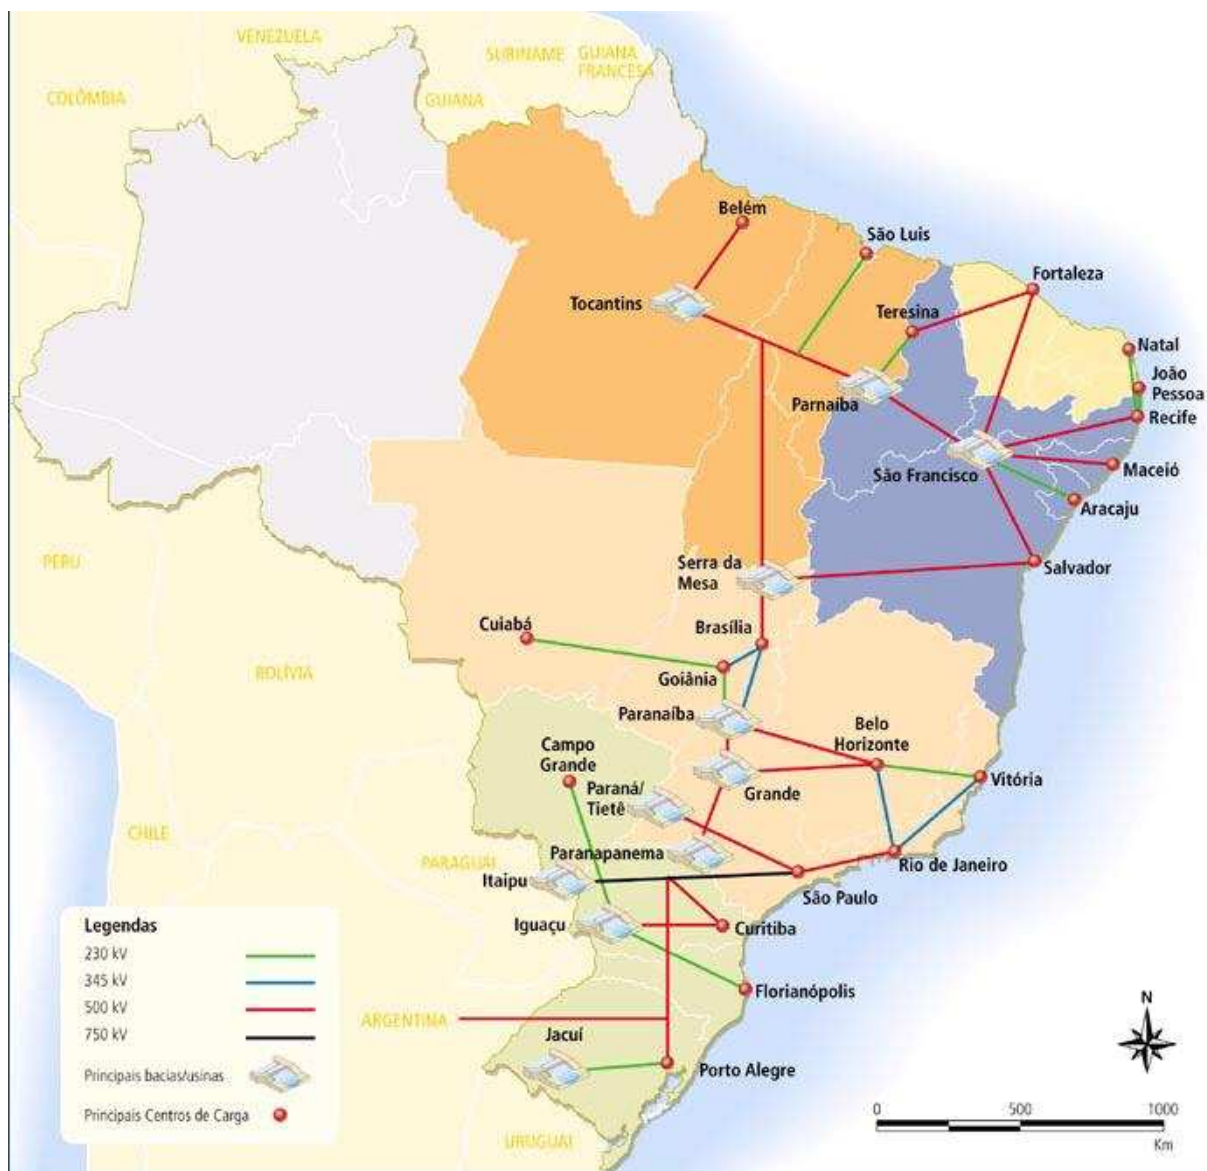 VENEZUELA
SURINAME
GUIANA
FRANCESA
COLÔMBIA
GUIANA
Belém
São Luis
Fortaleza
Tocantins
Teresina
Natal
João
Pessoa
Parnaíba
Recife
São Francisco
Maceió
Aracaju
PERU
Serra da
Mesa
Salvador
Cuiabá
Brasília
BOLÍVIA
Goiânia
Paranaíba
Belo
Horizonte
Campo
Grande
Paraná/
Tietê
Grande
Vitória
CHILE
PARAGUAI
Paranapanema
Rio de Janeiro
Itaipu
São Paulo
Iguaçu
Curitiba
Legendas
230 kV
345 kV
500 kV
750 kV
Florianópolis
ARGENTINA
Jacuí
Porto Alegre
Principais bacias/usinas
Principais Centros de Carga
URUGUAI
N
0 500 1000
Km